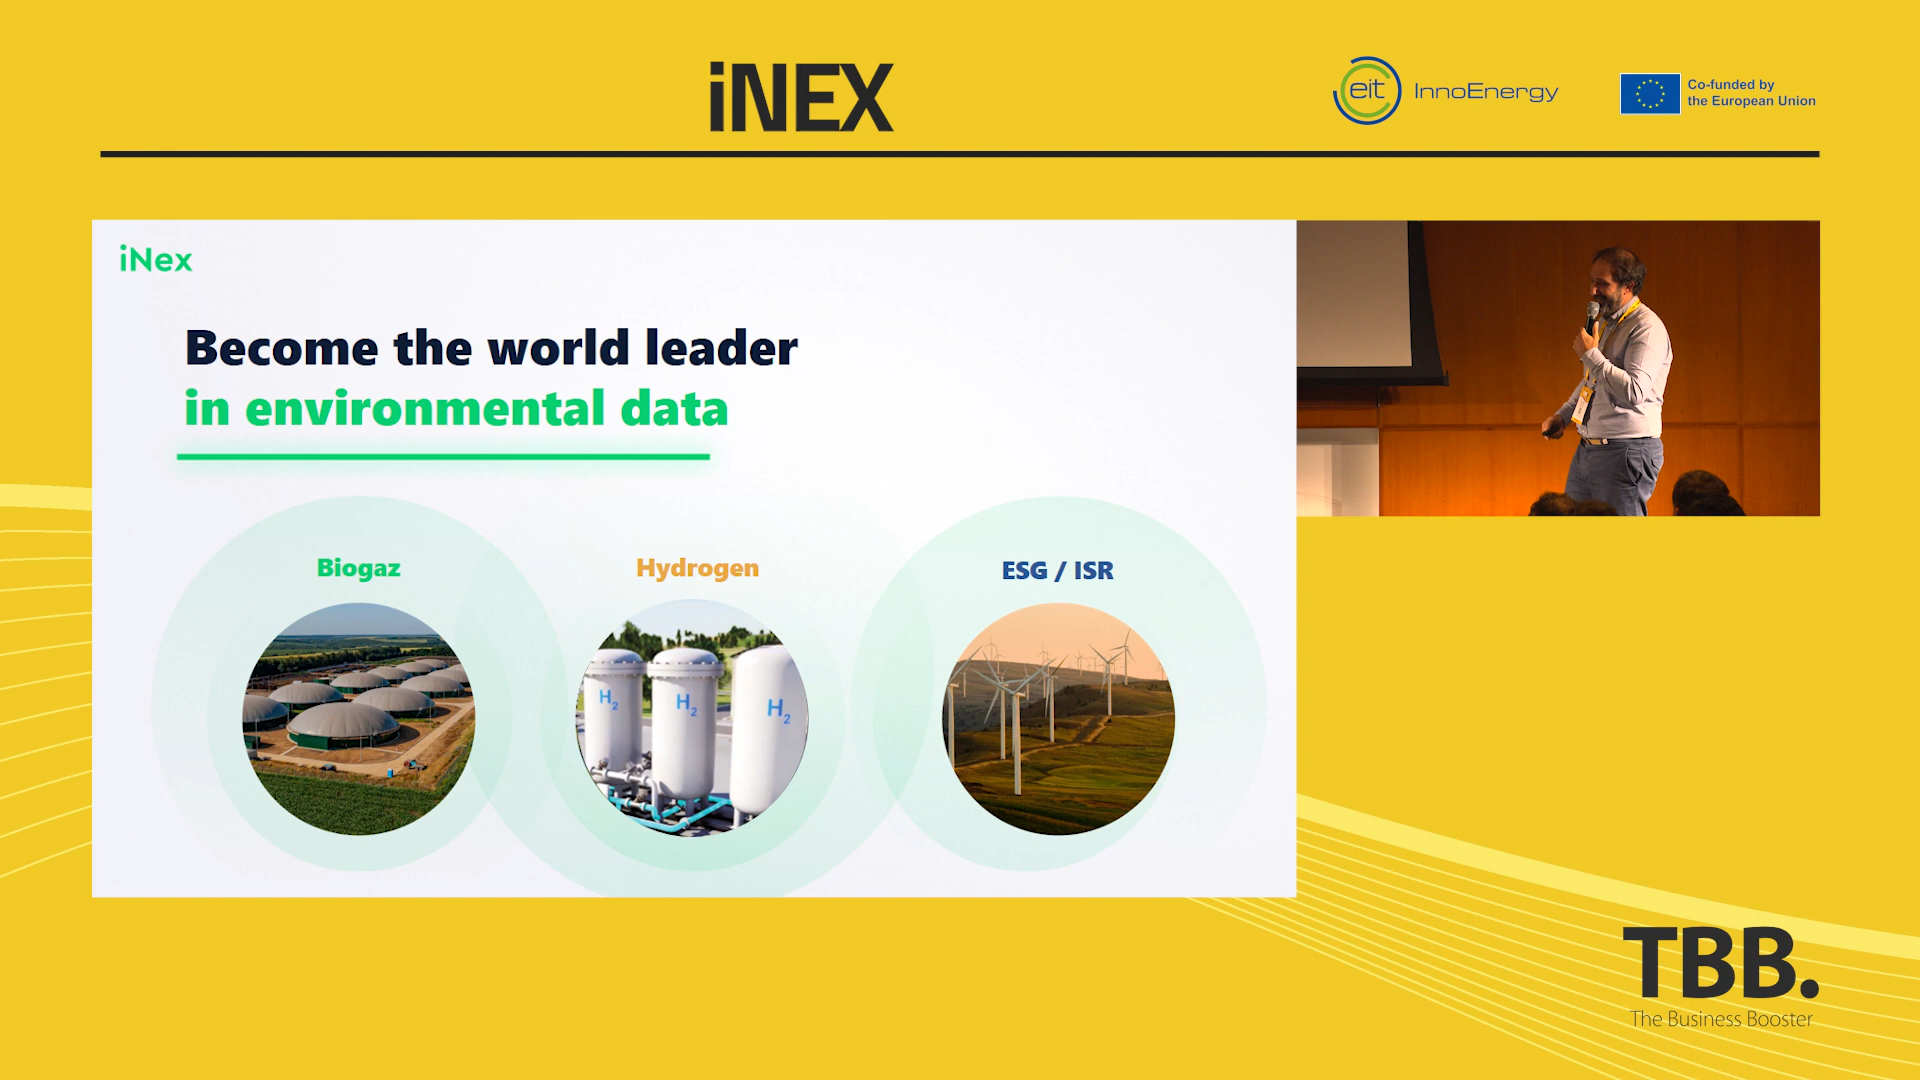 iNEX
eit InnoEnergy
Co-funded by
the European Union
iNex
Become the world leader
in environmental data
Biogaz
Hydrogen
ESG / ISR
H2
H2
H2
TBB.
The Business Booster